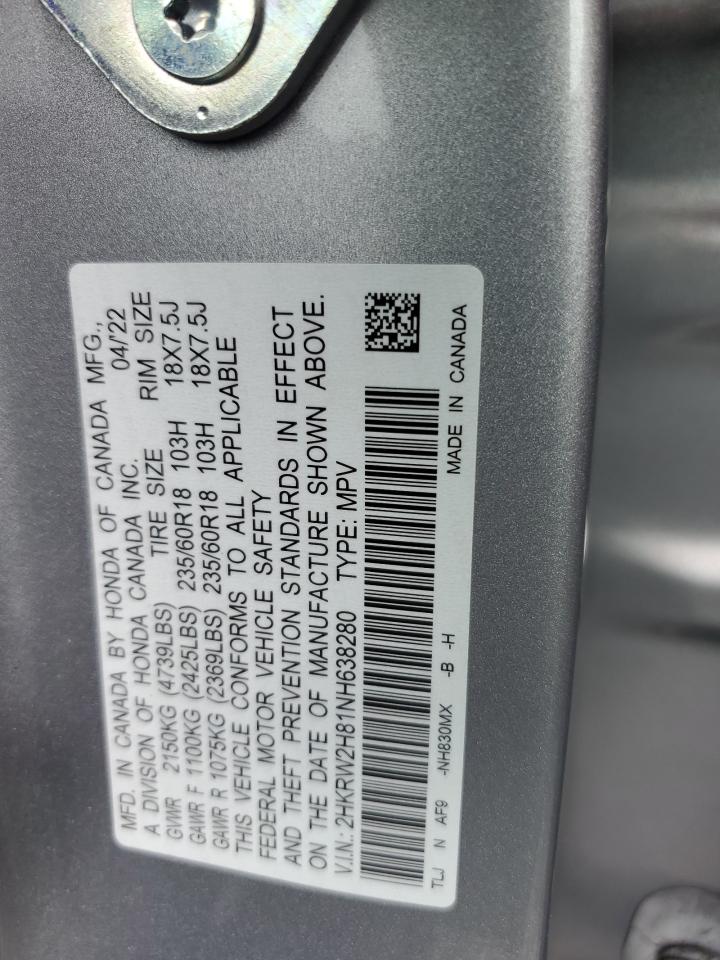 MFD. IN CANADA BY HONDA OF CANADA MFG.,
A DIVISION OF HONDA CANADA INC. 04/'22
GVWR 2150KG (4739LBS) TIRE SIZE RIM SIZE
GAWR F 1100KG (2425LBS) 235/60R18 103H 18X7.5J
GAWR R 1075KG (2369LBS) 235/60R18 103H 18X7.5J
THIS VEHICLE CONFORMS TO ALL APPLICABLE
FEDERAL MOTOR VEHICLE SAFETY
AND THEFT PREVENTION STANDARDS IN EFFECT
ON THE DATE OF MANUFACTURE SHOWN ABOVE.
V.I.N.: 2HKRW2H81NH638280 TYPE: MPV
TLJ N AF9 -NH830MX -B -H MADE IN CANADA